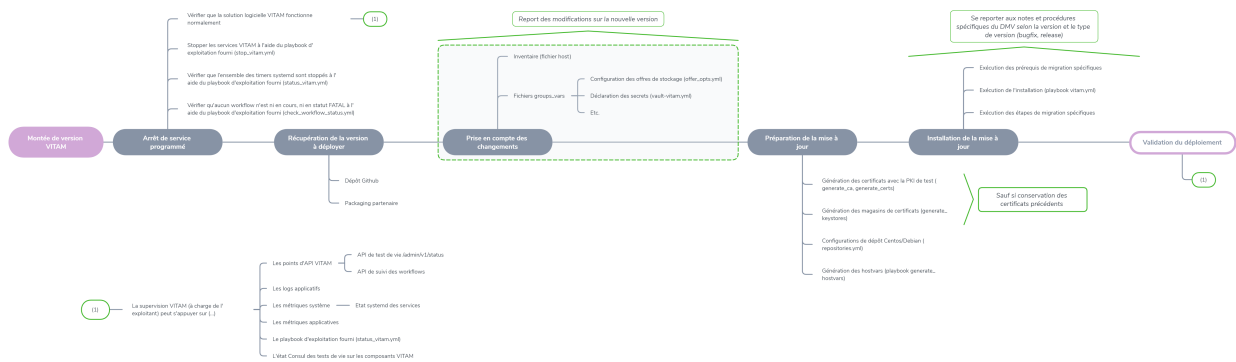 Vérifier que la solution logicielle VITAM fonctionne
normalement
(1)
Stopper les services VITAM à l'aide du playbook d'
exploitation fourni (stop_vitam.yml)
Vérifier que l'ensemble des timers systemd sont stoppés à l'
aide du playbook d'exploitation fourni (status_vitam.yml)
Vérifier qu'aucun workflow n'est ni en cours, ni en statut FATAL à l'
aide du playbook d'exploitation fourni (check_workflow_status.yml)
Report des modifications sur la nouvelle version
Inventaire (fichier host)
Fichiers groups_vars
Configuration des offres de stockage (offer_opts.yml)
Déclaration des secrets (vault-vitam.yml)
Etc.
Se reporter aux notes et procédures
spécifiques du DMV selon la version et le type
de version (bugfix, release)
Exécution des prérequis de migration spécifiques
Exécution de l'installation (playbook vitam.yml)
Exécution des étapes de migration spécifiques
Montée de version
VITAM
Arrêt de service
programmé
Récupération de la version
à déployer
Prise en compte des
changements
Préparation de la mise à
jour
Installation de la mise à
jour
Validation du déploiement
(1)
Dépôt Github
Packaging partenaire
Génération des certificats avec la PKI de test (
generate_ca, generate_certs)
Génération des magasins de certificats (generate_
keystores)
Configurations de dépôt Centos/Debian (
repositories.yml)
Génération des hostvars (playbook generate_
hostvars)
Sauf si conservation des
certificats précédents
(1)
La supervision VITAM (à charge de l'
exploitant) peut s'appuyer sur (...)
Les points d'API VITAM
API de test de vie /admin/v1/status
API de suivi des workflows
Les logs applicatifs
Les métriques système
Etat systemd des services
Les métriques applicatives
Le playbook d'exploitation fourni (status_vitam.yml)
L'état Consul des tests de vie sur les composants VITAM